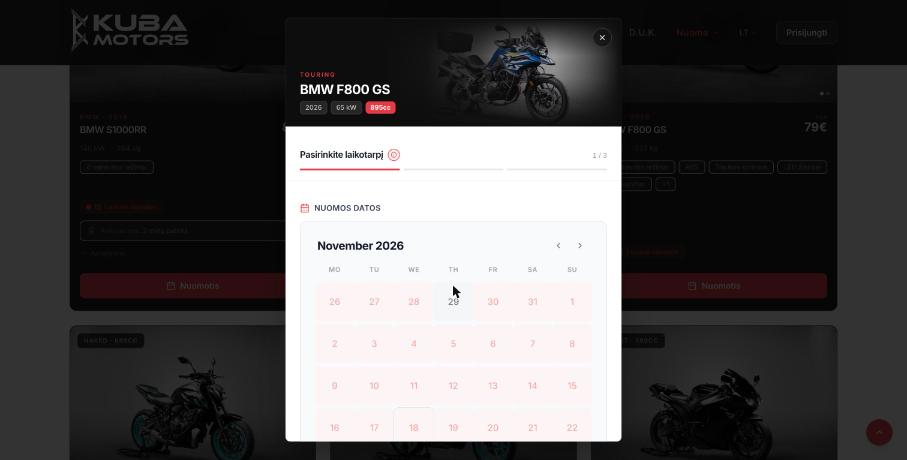 KUBA
MOTORS
D.U.K.
Nuoma
LT
Prisijungti
TOURING
BMW F800 GS
2026
65 kW
895cc
BMW S1000RR
F800 GS
79€
Pasirinkite laikotarpį
1 / 3
NUOMOS DATOS
November 2026
MO TU WE TH FR SA SU
26 27 28 29 30 31 1
2 3 4 5 6 7 8
9 10 11 12 13 14 15
16 17 18 19 20 21 22
Nuomotis
Nuomotis